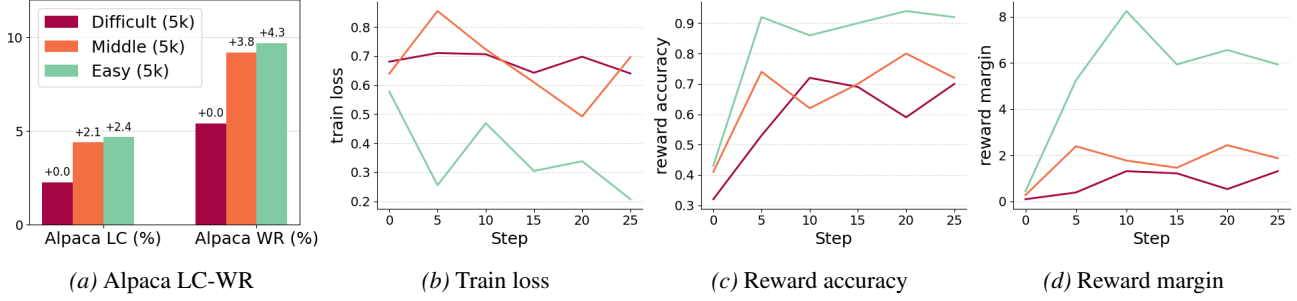 Difficult (5k)
Middle (5k)
Easy (5k)
10
5
0
+0.0
+2.1
+2.4
+0.0
+3.8
+4.3
Alpaca LC (%)
Alpaca WR (%)
(a) Alpaca LC-WR
train loss
0.8
0.7
0.6
0.5
0.4
0.3
0.2
0 5 10 15 20 25
Step
(b) Train loss
reward accuracy
0.9
0.8
0.7
0.6
0.5
0.4
0.3
0 5 10 15 20 25
Step
(c) Reward accuracy
reward margin
8
6
4
2
0
0 5 10 15 20 25
Step
(d) Reward margin